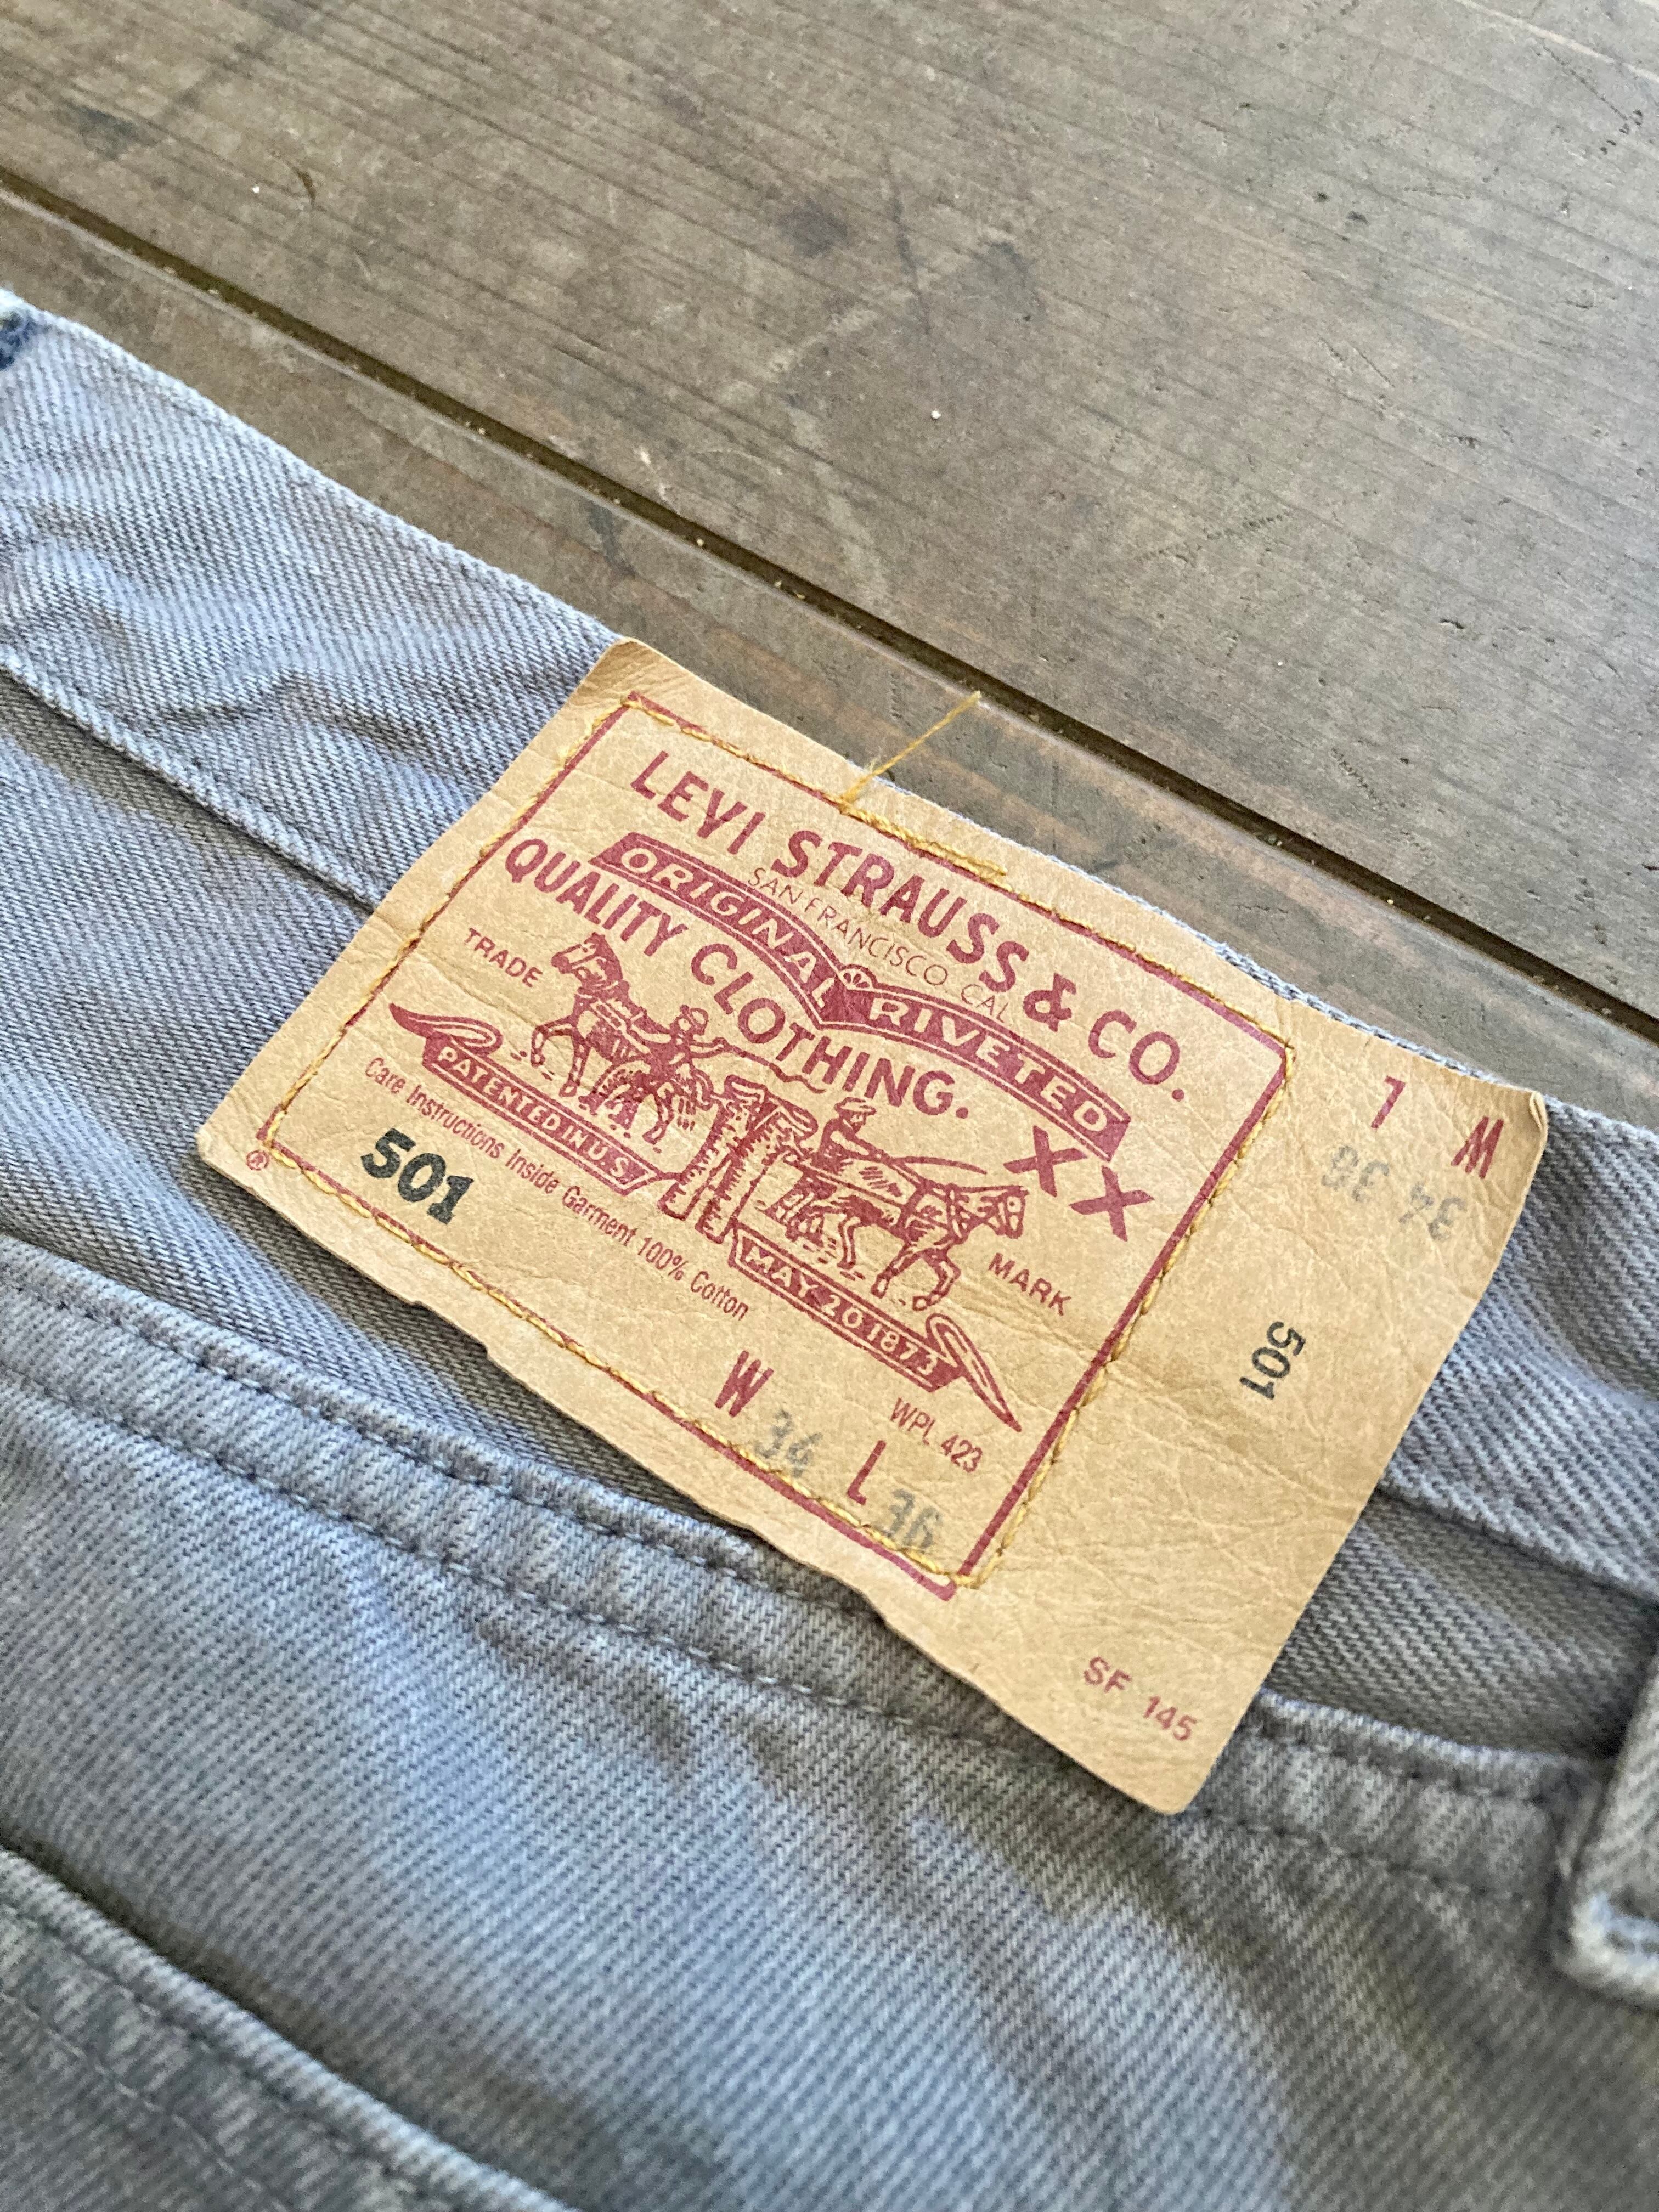 LEVI STRAUSS & CO.
SAN FRANCISCO CAL
ORIGINAL RIVETED
QUALITY CLOTHING.
TRADE
XX
MARK
PATENTED IN U.S.
MAY 20 1873
Care Instructions Inside Garment 100% Cotton
WPL 423
®
501
W 34 L 36
W L
34 36
501
SF 145